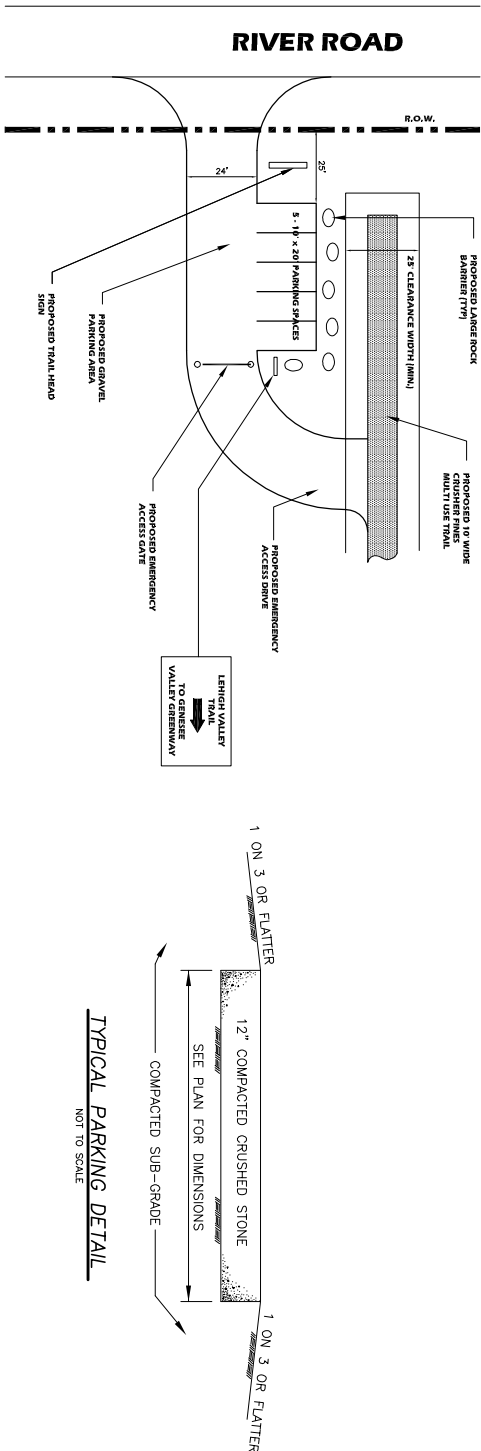 RIVER ROAD
R.O.W.
25'
24'
5 - 10' x 20' PARKING SPACES
25' CLEARANCE WIDTH (MIN.)
PROPOSED LARGE ROCK
BARRIER (TYP)
PROPOSED 10' WIDE
CRUSHER FINES
MULTI USE TRAIL
PROPOSED TRAIL HEAD
SIGN
PROPOSED GRAVEL
PARKING AREA
PROPOSED EMERGENCY
ACCESS GATE
PROPOSED EMERGENCY
ACCESS DRIVE
LEHIGH VALLEY
TRAIL
TO GENESEE
VALLEY GREENWAY
1 ON 3 OR FLATTER
12" COMPACTED CRUSHED STONE
1 ON 3 OR FLATTER
SEE PLAN FOR DIMENSIONS
COMPACTED SUB-GRADE
TYPICAL PARKING DETAIL
NOT TO SCALE